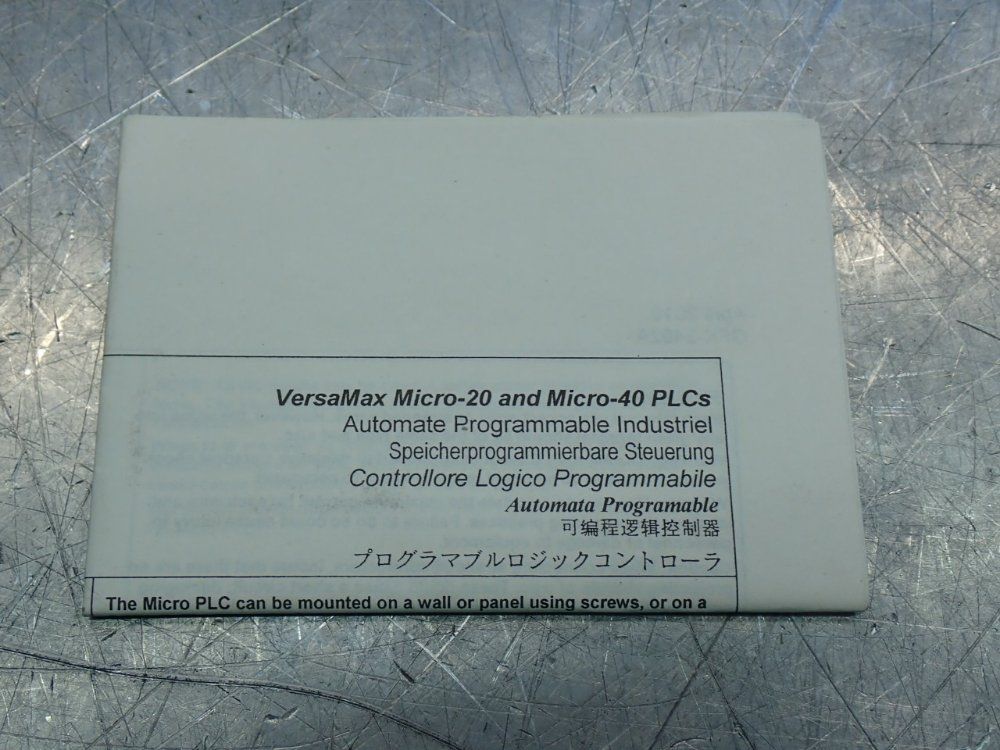 VersaMax Micro-20 and Micro-40 PLCs
Automate Programmable Industriel
Speicherprogrammierbare Steuerung
Controllore Logico Programmabile
Automata Programable
可编程逻辑控制器
プログラマブルロジックコントローラ
The Micro PLC can be mounted on a wall or panel using screws, or on a